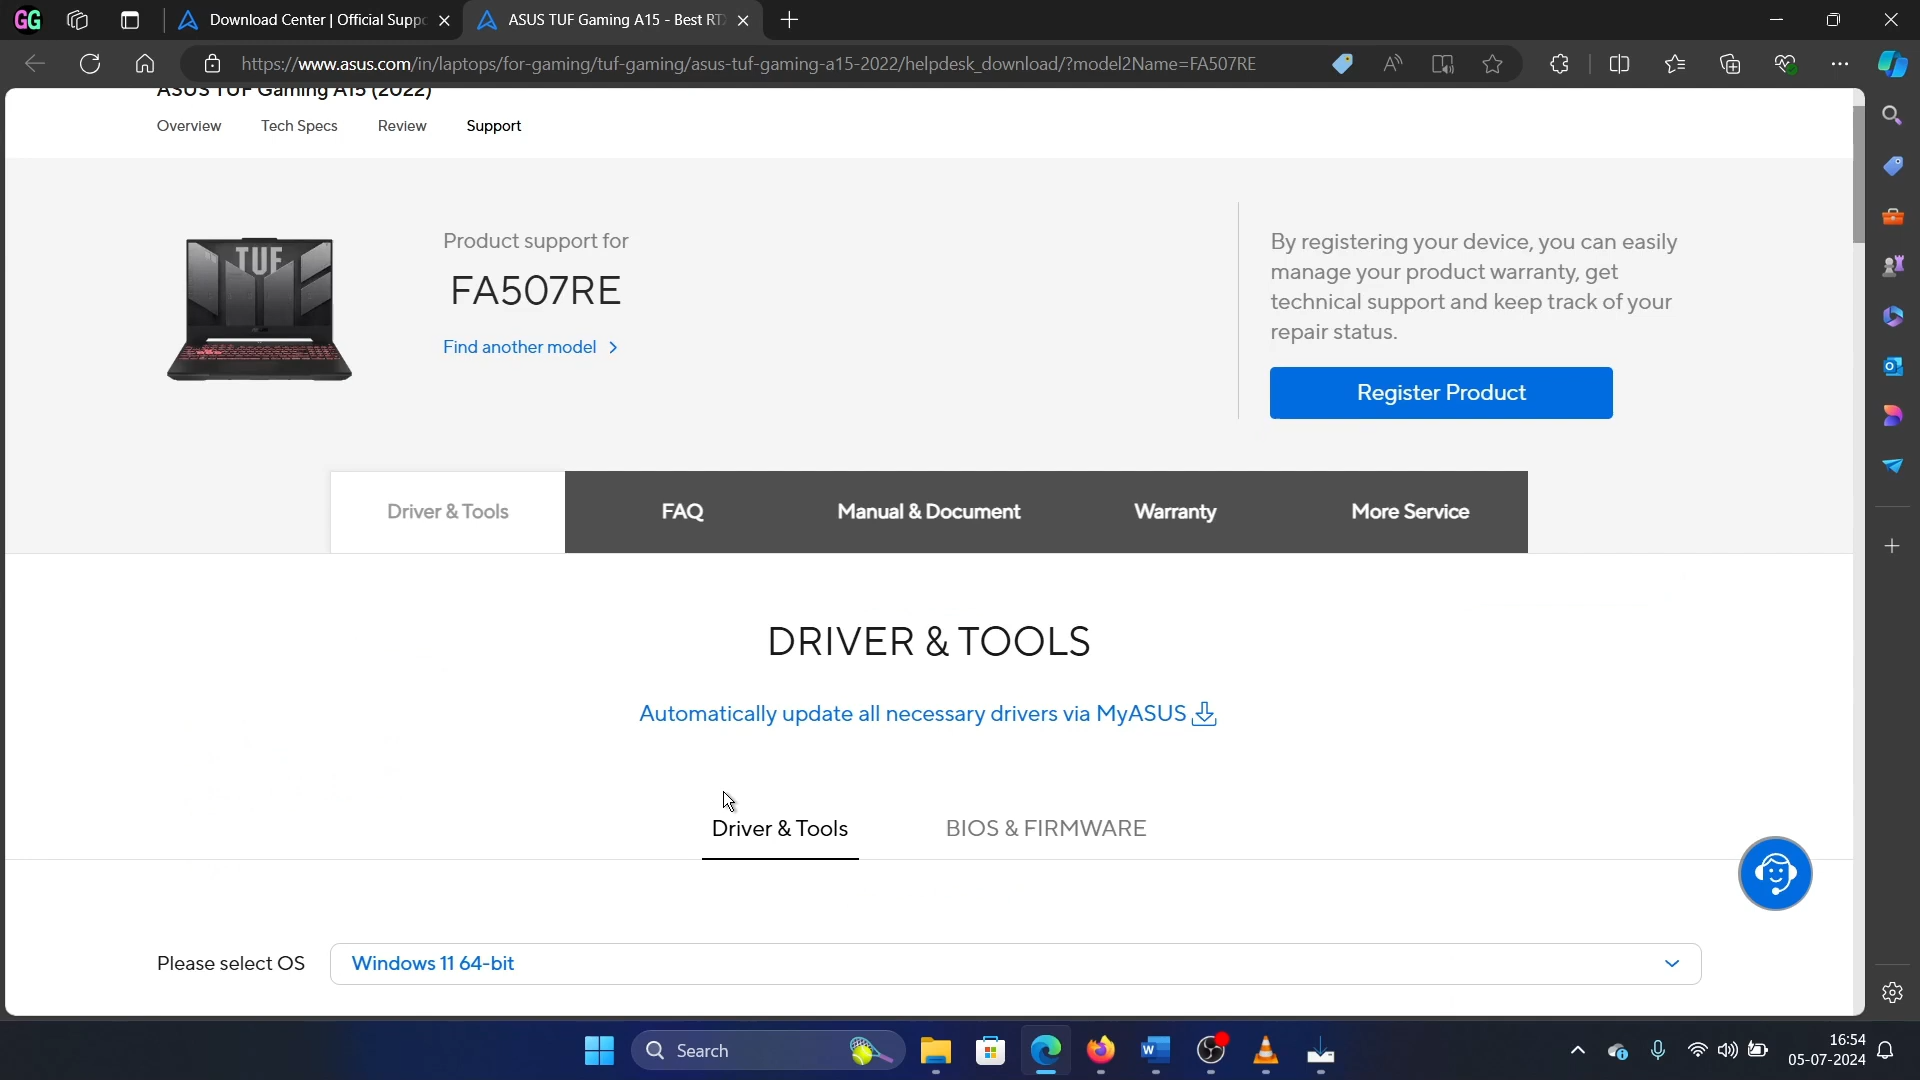 Download Center | Official Supp
ASUS TUF Gaming A15 - Best RT
https://www.asus.com/in/laptops/for-gaming/tuf-gaming/asus-tuf-gaming-a15-2022/helpdesk_download/?model2Name=FA507RE
ASUS TUF Gaming A15 (2022)
Overview
Tech Specs
Review
Support
TUF
Product support for
FA507RE
Find another model
By registering your device, you can easily
manage your product warranty, get
technical support and keep track of your
repair status.
Register Product
Driver & Tools
FAQ
Manual & Document
Warranty
More Service
DRIVER & TOOLS
Automatically update all necessary drivers via MyASUS
Driver & Tools
BIOS & FIRMWARE
Please select OS
Windows 11 64-bit
Search
16:54
05-07-2024